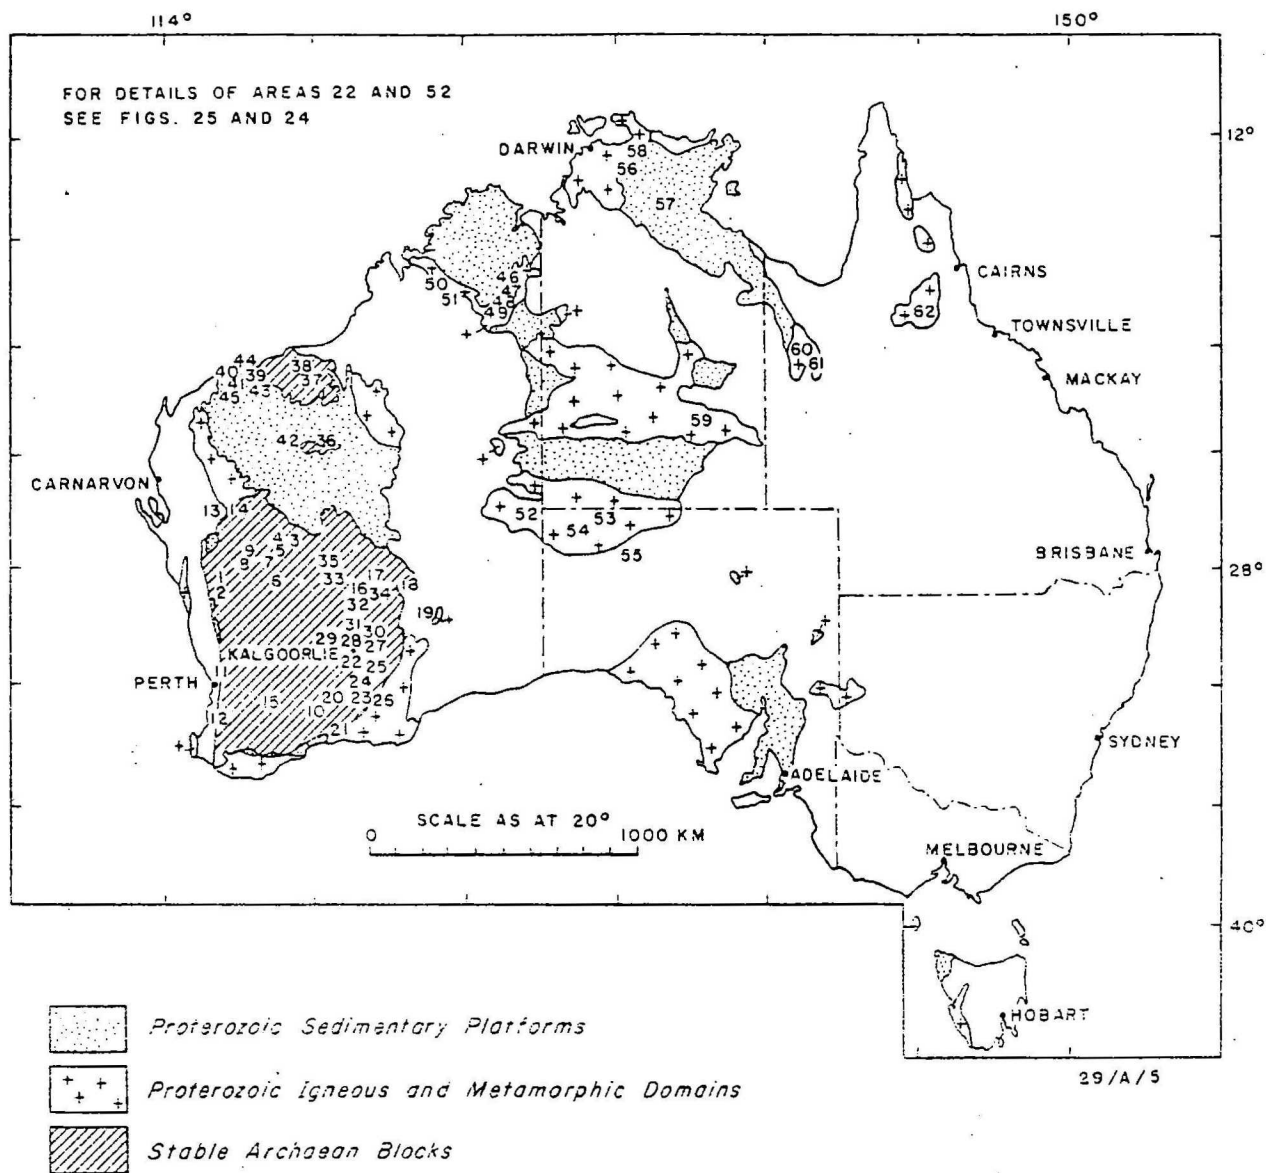 114° 150°
FOR DETAILS OF AREAS 22 AND 52
SEE FIGS. 25 AND 24
12°
DARWIN
58
56
57
CAIRNS
50 46
51 47
48
49
62
TOWNSVILLE
60 61
MACKAY
44 38
40 39 37
41 43
45
59
42 36
CARNARVON
52 53
54
55
13 14
BRISBANE
28°
9 5 4 3
8 7 35
1 6 33 17
2 16 34 18
32
19
31 30
29 28 27
KALGOORLIE
11 22 25
PERTH
24
15 20 23 26
12 10
21
SYDNEY
ADELAIDE
SCALE AS AT 20°
0 1000 KM
MELBOURNE
40°
HOBART
Proterozoic Sedimentary Platforms
Proterozoic Igneous and Metamorphic Domains
29/A/5
Stable Archaean Blocks